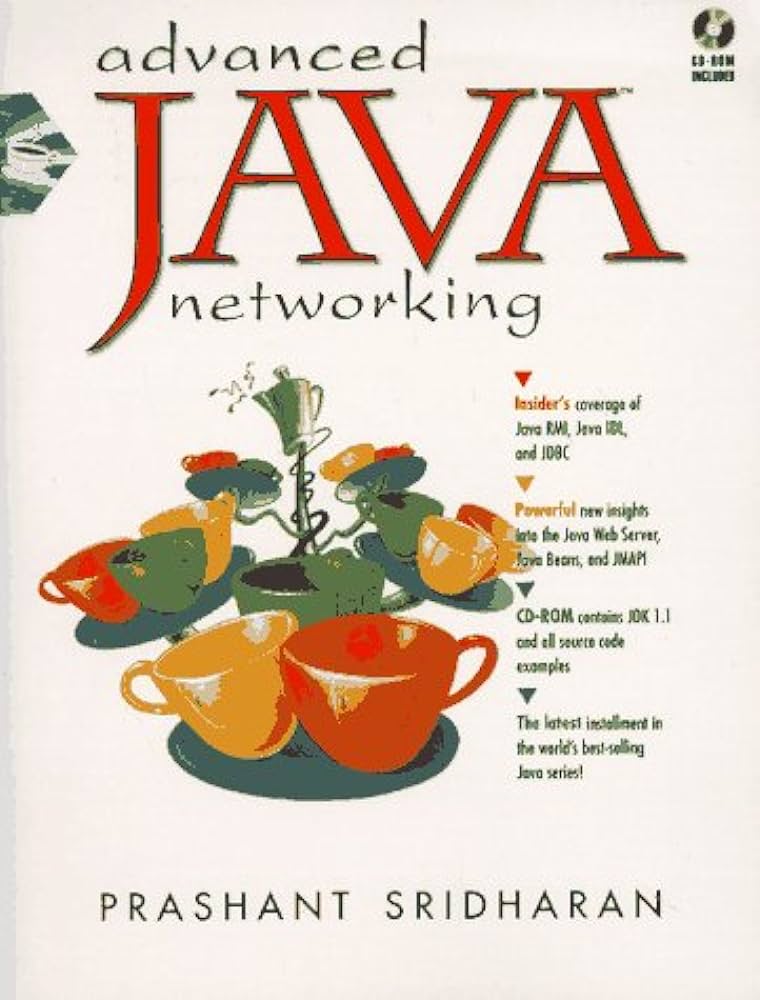 advanced
CD-ROM
INCLUDED
JAVA™
networking
Insider's coverage of
Java RMI, Java IDL,
and JDBC
Powerful new insights
into the Java Web Server,
Java Beans, and JMAPI
CD-ROM contains JDK 1.1
and all source code
examples
The latest installment in
the world's best-selling
Java series!
PRASHANT SRIDHARAN